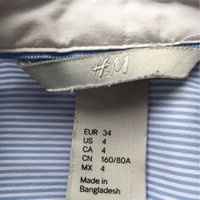 H&M
EUR 34
US 4
CA 4
CN 160/80A
MX 4
Made in
Bangladesh